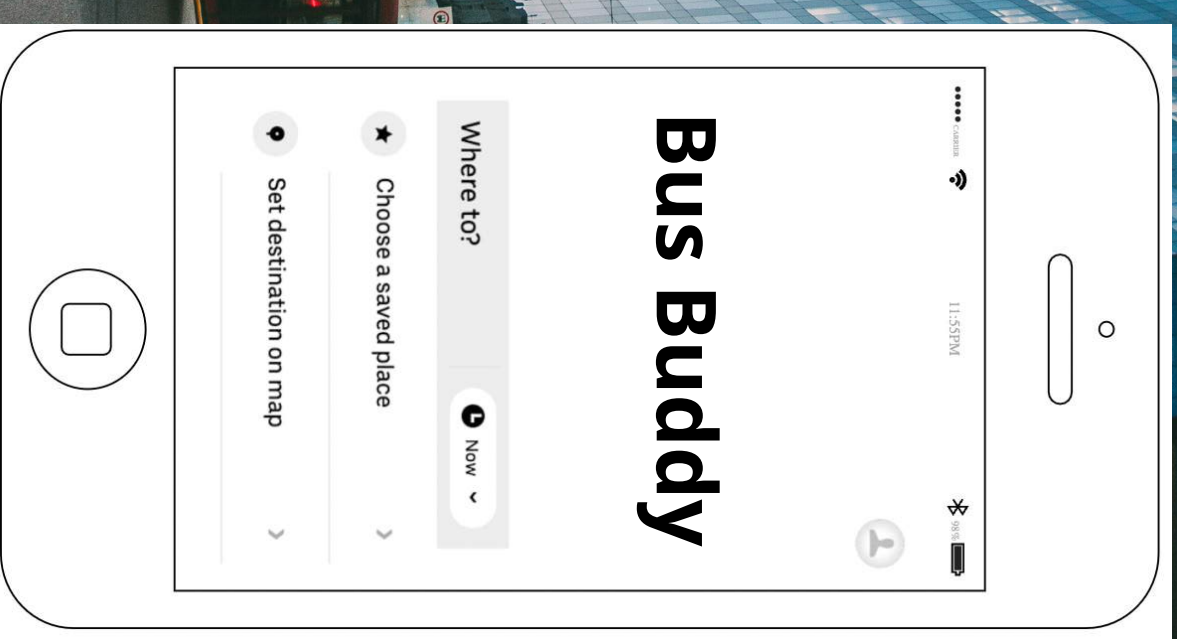 CARRIER 11:55PM 98%
Bus Buddy
Where to? Now
Choose a saved place
Set destination on map